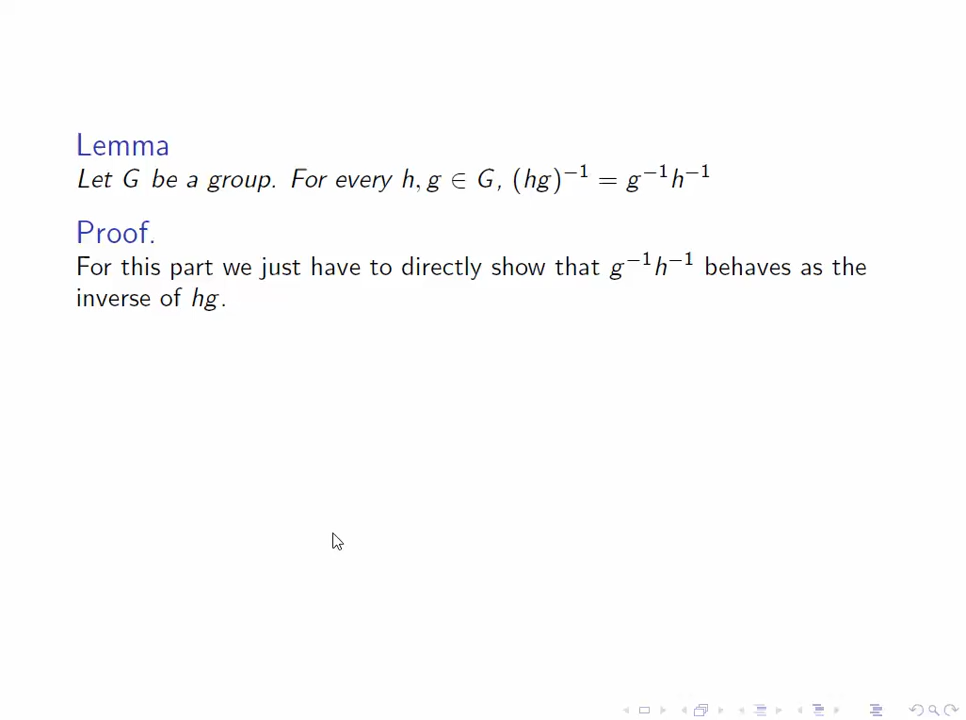 Lemma
Let G be a group. For every h, g ∈ G, (hg)⁻¹ = g⁻¹h⁻¹
Proof.
For this part we just have to directly show that g⁻¹h⁻¹ behaves as the
inverse of hg.